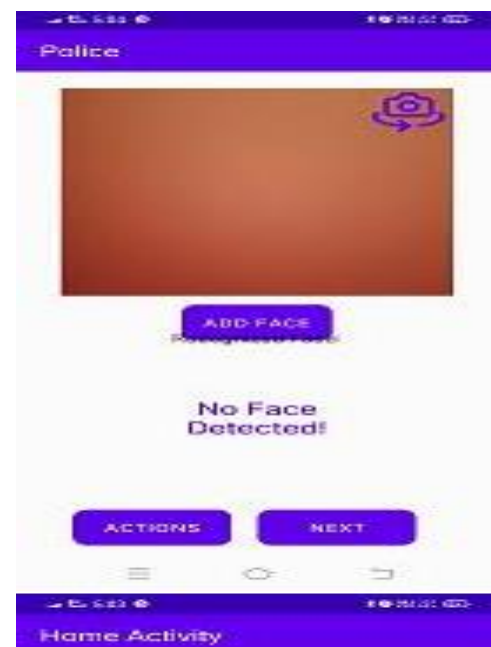 Police
ADD FACE
No Face
Detected!
ACTIONS
NEXT
Home Activity